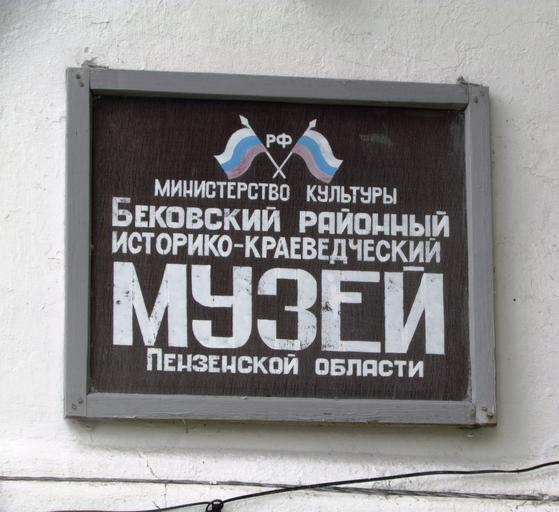 РФ
МИНИСТЕРСТВО КУЛЬТУРЫ
БЕКОВСКИЙ РАЙОННЫЙ
ИСТОРИКО-КРАЕВЕДЧЕСКИЙ
МУЗЕЙ
ПЕНЗЕНСКОЙ ОБЛАСТИ